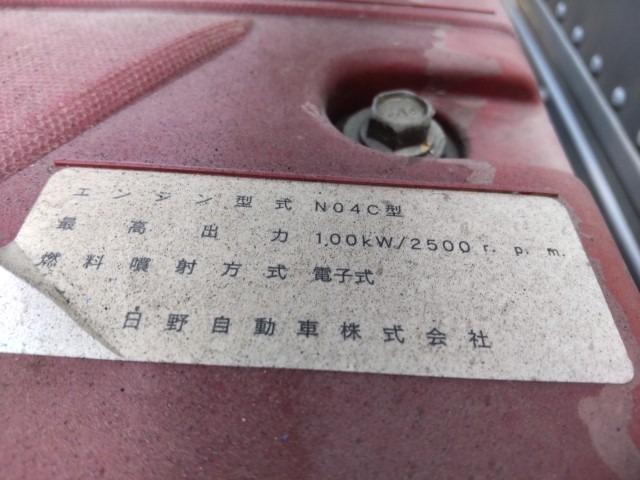 エンジン型式 N04C型
最高出力 100kW/2500r.p.m.
燃料噴射方式 電子式
日野自動車株式会社